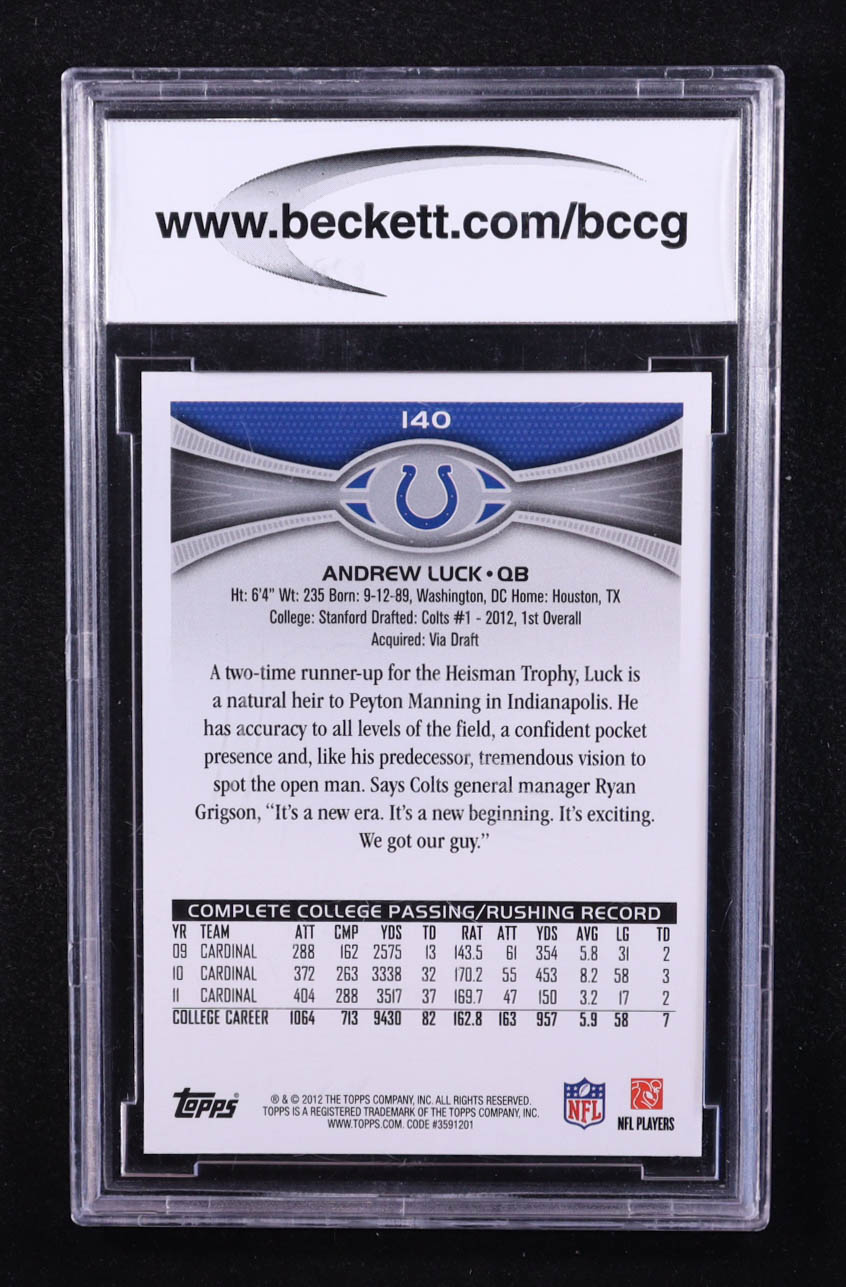 www.beckett.com/bccg
140
ANDREW LUCK • QB
Ht: 6'4" Wt: 235 Born: 9-12-89, Washington, DC Home: Houston, TX
College: Stanford Drafted: Colts #1 - 2012, 1st Overall
Acquired: Via Draft
A two-time runner-up for the Heisman Trophy, Luck is
a natural heir to Peyton Manning in Indianapolis. He
has accuracy to all levels of the field, a confident pocket
presence and, like his predecessor, tremendous vision to
spot the open man. Says Colts general manager Ryan
Grigson, “It's a new era. It's a new beginning. It's exciting.
We got our guy.”
COMPLETE COLLEGE PASSING/RUSHING RECORD
YR TEAM ATT CMP YDS TD RAT ATT YDS AVG LG TD
09 CARDINAL 288 162 2575 13 143.5 61 354 5.8 31 2
10 CARDINAL 372 263 3338 32 170.2 55 453 8.2 58 3
11 CARDINAL 404 288 3517 37 169.7 47 150 3.2 17 2
COLLEGE CAREER 1064 713 9430 82 162.8 163 957 5.9 58 7
Topps®
® & © 2012 THE TOPPS COMPANY, INC. ALL RIGHTS RESERVED.
TOPPS IS A REGISTERED TRADEMARK OF THE TOPPS COMPANY, INC.
WWW.TOPPS.COM. CODE #3591201
NFL
NFL PLAYERS